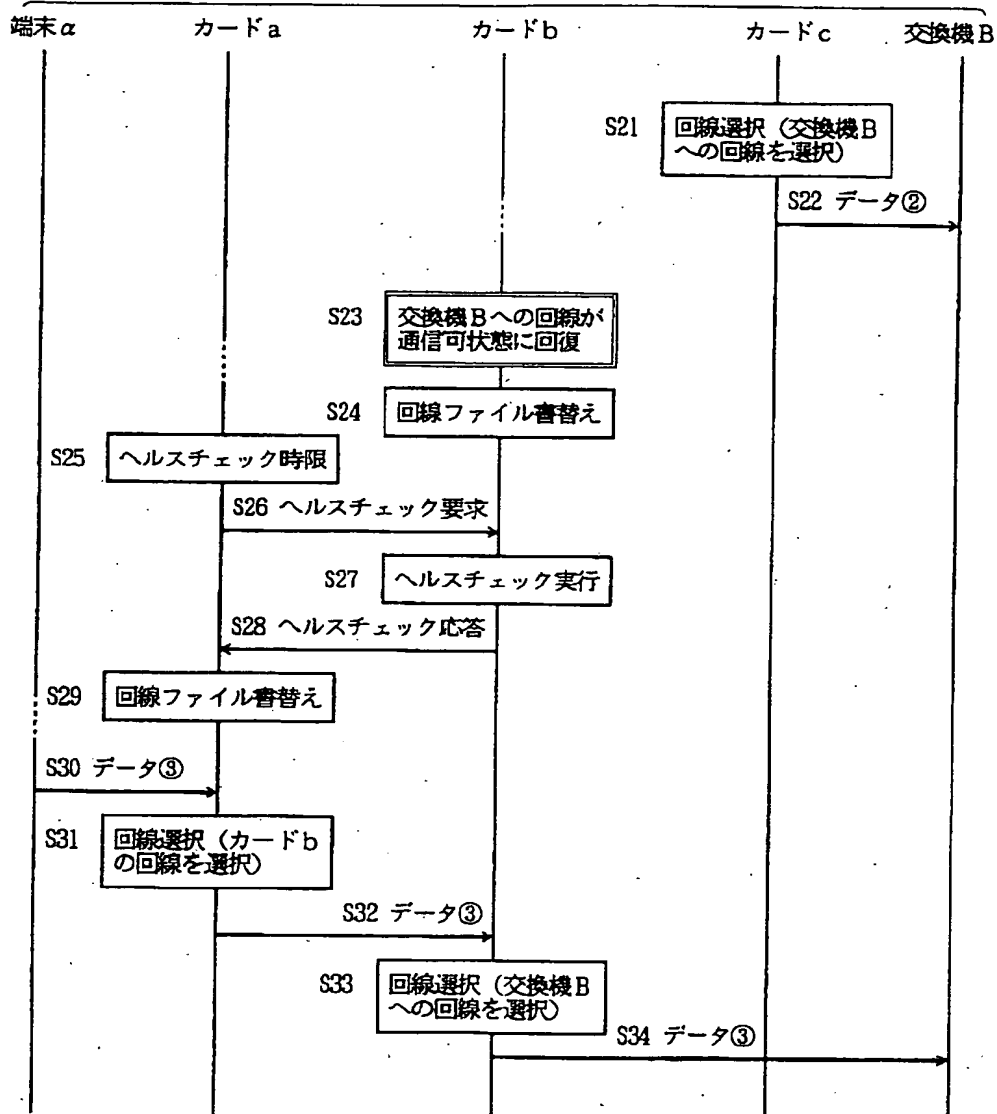 端末α
カードa
カードb
カードc
交換機B
S21
回線選択（交換機B
への回線を選択）
S22 データ②
S23
交換機Bへの回線が
通信可状態に回復
S24
回線ファイル書替え
S25
ヘルスチェック時限
S26 ヘルスチェック要求
S27
ヘルスチェック実行
S28 ヘルスチェック応答
S29
回線ファイル書替え
S30 データ③
S31
回線選択（カードb
の回線を選択）
S32 データ③
S33
回線選択（交換機B
への回線を選択）
S34 データ③